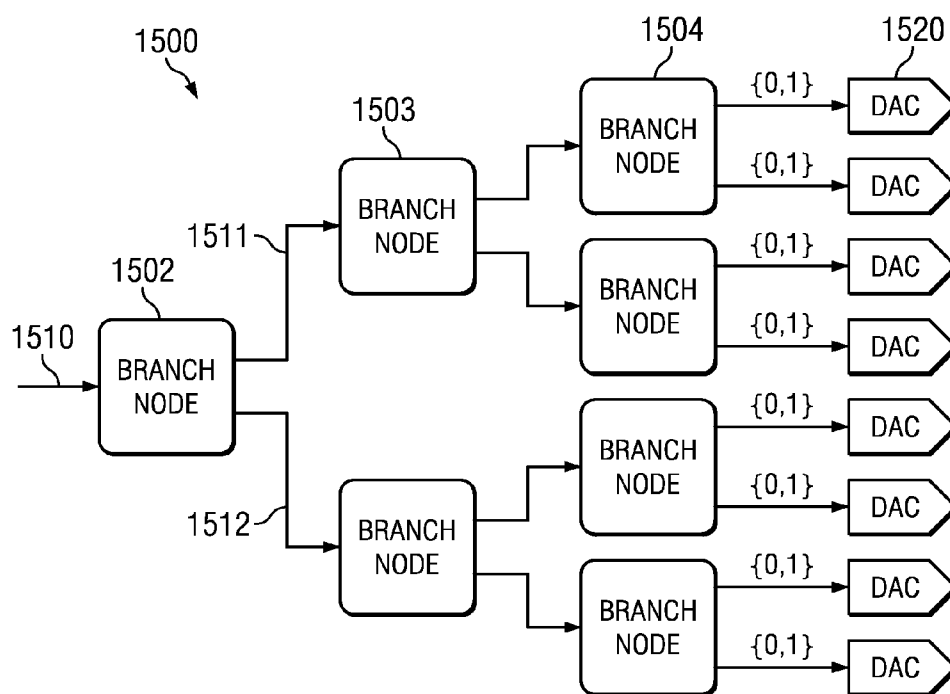 1500
1504
1520
1503
{0,1}
DAC
BRANCH
NODE
{0,1}
DAC
BRANCH
NODE
1511
{0,1}
DAC
BRANCH
NODE
{0,1}
DAC
1502
1510
BRANCH
NODE
{0,1}
DAC
BRANCH
NODE
{0,1}
DAC
1512
BRANCH
NODE
{0,1}
DAC
BRANCH
NODE
{0,1}
DAC